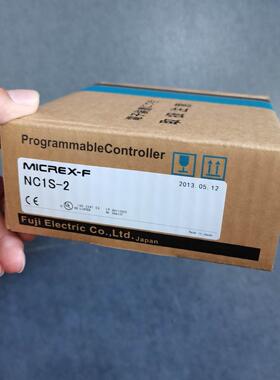 ProgrammableController
MICREX-F
NC1S-2
2013.05.12
CE
Fuji Electric Co.,Ltd.
Japan